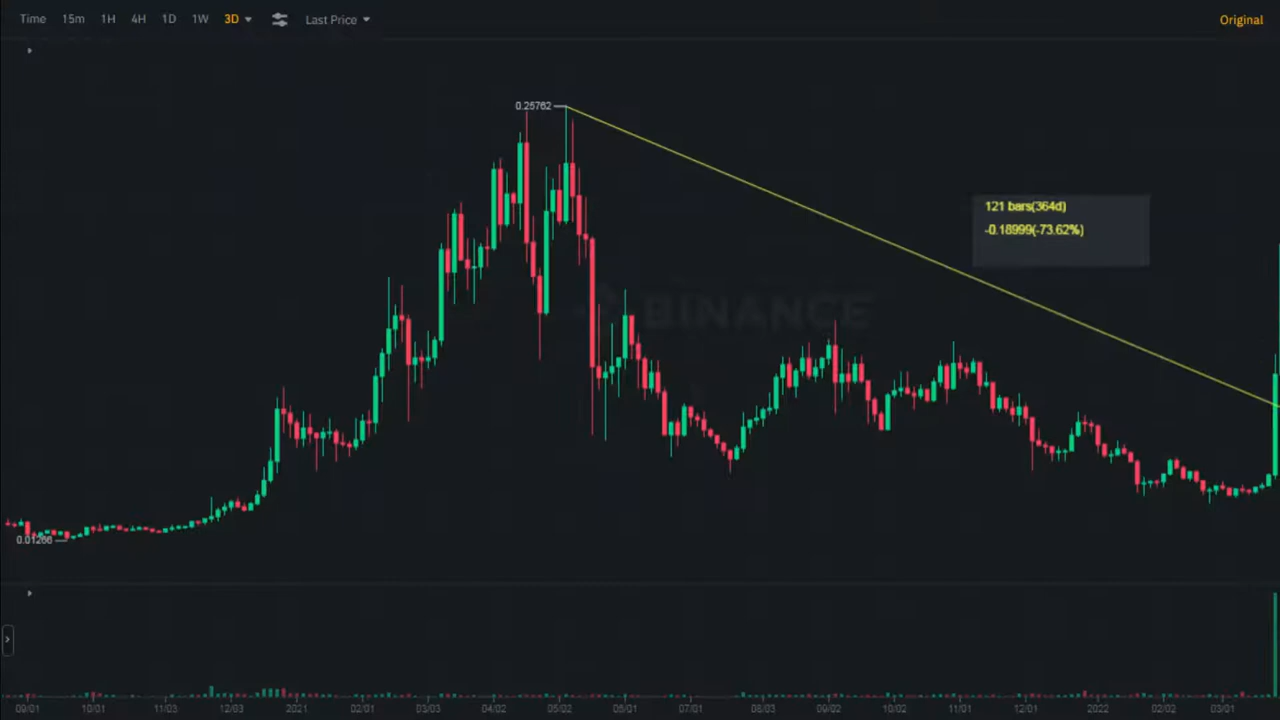 Time 15m 1H 4H 1D 1W 3D Last Price Original
0.25762
121 bars(364d)
-0.18999(-73.62%)
BINANCE
0.01266
09/01 10/01 11/03 12/03 2021 02/01 03/03 04/02 05/02 06/01 07/01 08/03 09/02 10/02 11/01 12/01 2022 02/02 03/01